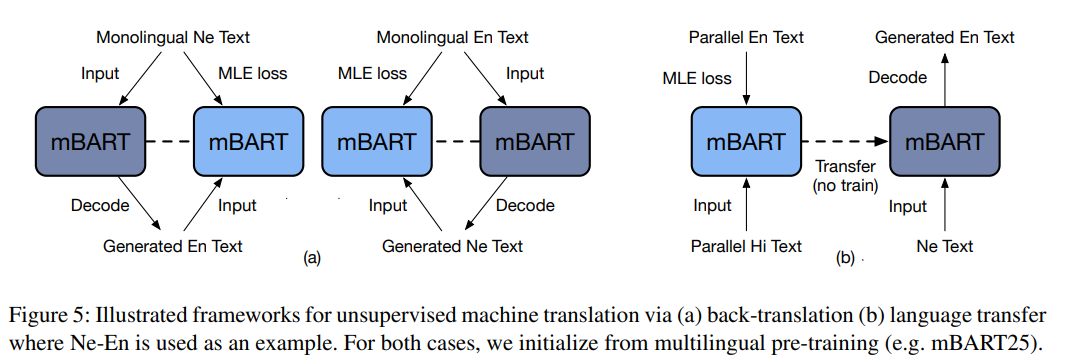 Monolingual Ne Text
Monolingual En Text
Parallel En Text
Generated En Text
Input
MLE loss
MLE loss
Input
MLE loss
Decode
mBART
mBART
mBART
mBART
mBART
mBART
Transfer
(no train)
Decode
Input
Input
Decode
Input
Input
Generated En Text
Generated Ne Text
Parallel Hi Text
Ne Text
(a)
(b)
Figure 5: Illustrated frameworks for unsupervised machine translation via (a) back-translation (b) language transfer
where Ne-En is used as an example. For both cases, we initialize from multilingual pre-training (e.g. mBART25).